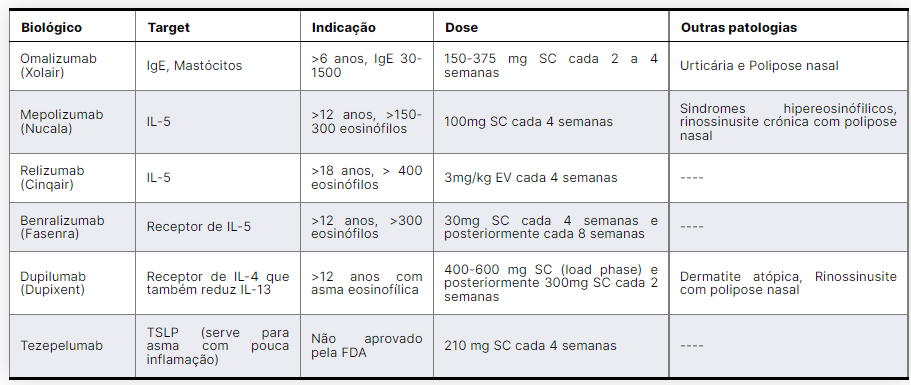 Biológico Target Indicação Dose Outras patologias
Omalizumab
(Xolair)
IgE, Mastócitos
>6 anos, IgE 30-
1500
150-375 mg SC cada 2 a 4
semanas
Urticária e Polipose nasal
Mepolizumab
(Nucala)
IL-5
>12 anos, >150-
300 eosinófilos
100mg SC cada 4 semanas
Sindromes hipereosinófilicos,
rinossinusite crónica com polipose
nasal
Relizumab
(Cinqair)
IL-5
>18 anos, > 400
eosinófilos
3mg/kg EV cada 4 semanas
----
Benralizumab
(Fasenra)
Receptor de IL-5
>12 anos, >300
eosinófilos
30mg SC cada 4 semanas e
posteriormente cada 8 semanas
----
Dupilumab
(Dupixent)
Receptor de IL-4 que
também reduz IL-13
>12 anos com
asma eosinofílica
400-600 mg SC (load phase) e
posteriormente 300mg SC cada 2
semanas
Dermatite atópica, Rinossinusite
com polipose nasal
Tezepelumab
TSLP (serve para
asma com pouca
inflamação)
Não aprovado
pela FDA
210 mg SC cada 4 semanas
----